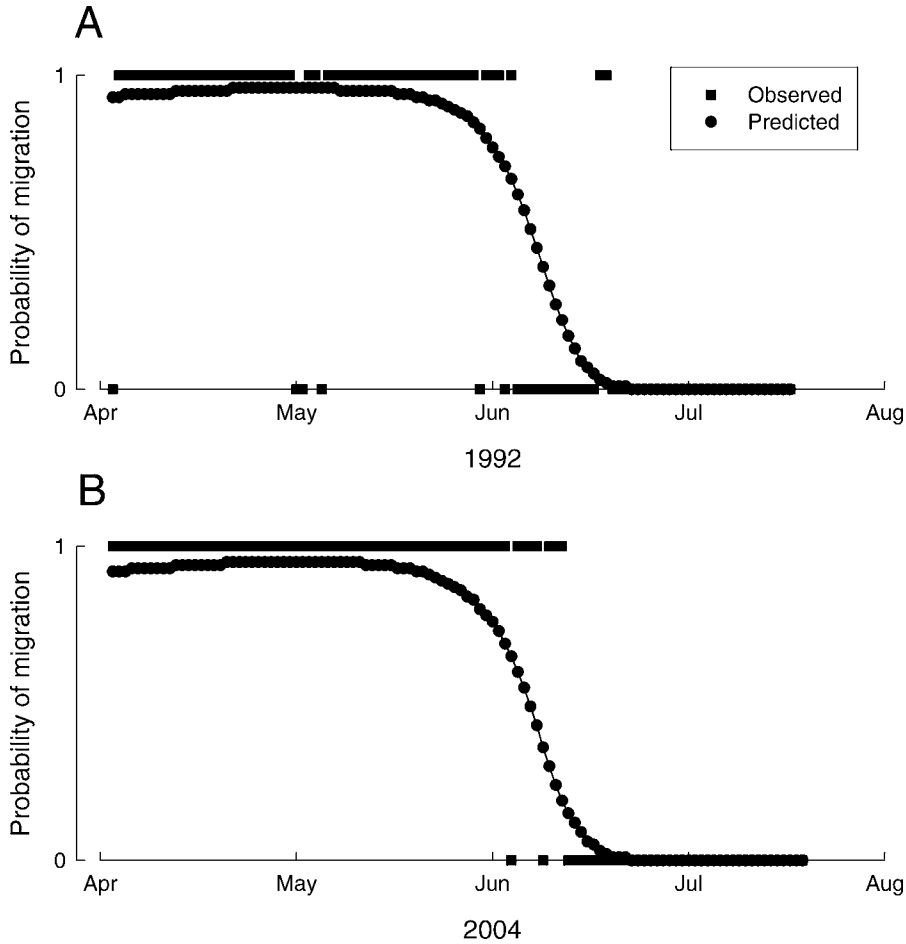 A
Probability of migration
1
0
Observed
Predicted
Apr May Jun Jul Aug
1992
B
Probability of migration
1
0
Apr May Jun Jul Aug
2004